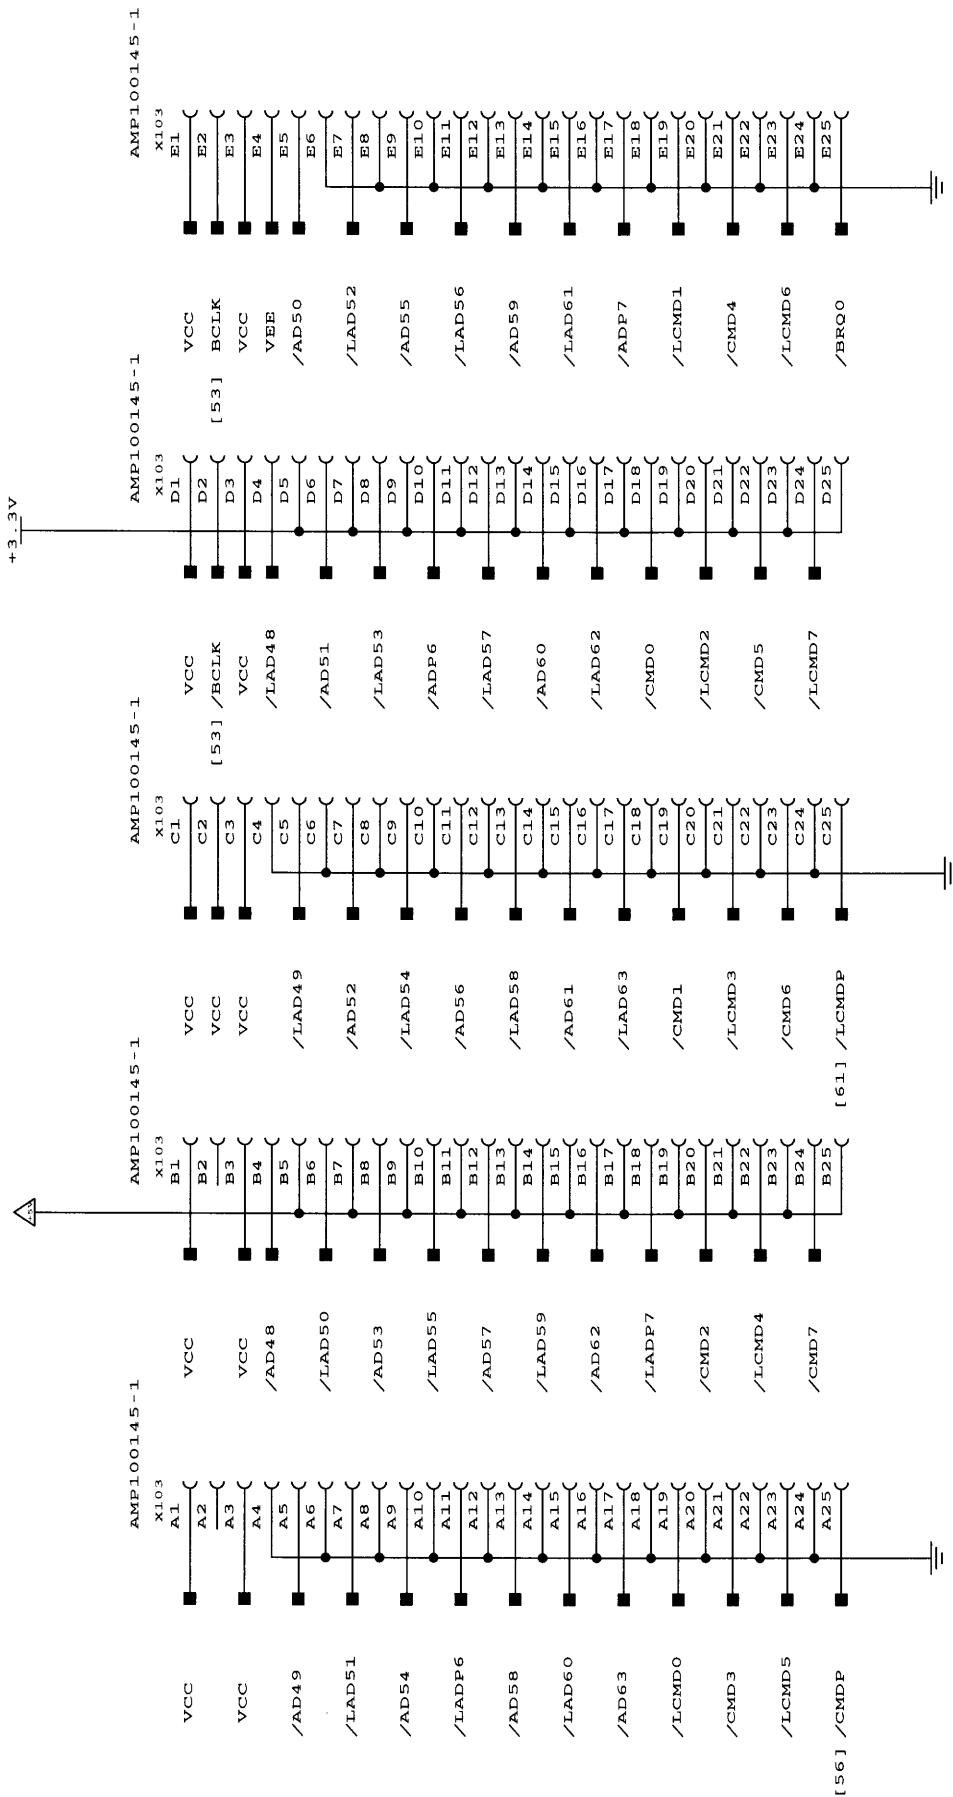 AMP100145-1
X103
VCC A1
A2
VCC A3
A4
/AD49 A5
A6
/LAD51 A7
A8
/AD54 A9
A10
/LADP6 A11
A12
/AD58 A13
A14
/LAD60 A15
A16
/AD63 A17
A18
/LCMD0 A19
A20
/CMD3 A21
A22
/LCMD5 A23
A24
[56] /CMDP A25
AMP100145-1
X103
VCC B1
B2
VCC B3
/AD48 B4
B5
/LAD50 B6
B7
/AD53 B8
B9
/LAD55 B10
B11
/AD57 B12
B13
/LAD59 B14
B15
/AD62 B16
B17
/LADP7 B18
B19
/CMD2 B20
B21
/LCMD4 B22
B23
/CMD7 B24
B25
AMP100145-1
X103
VCC C1
VCC C2
VCC C3
C4
/LAD49 C5
C6
/AD52 C7
C8
/LAD54 C9
C10
/AD56 C11
C12
/LAD58 C13
C14
/AD61 C15
C16
/LAD63 C17
C18
/CMD1 C19
C20
/LCMD3 C21
C22
/CMD6 C23
C24
[61] /LCMDP C25
+3.3V
AMP100145-1
X103
VCC D1
[53] /BCLK D2
VCC D3
/LAD48 D4
D5
/AD51 D6
D7
/LAD53 D8
D9
/ADP6 D10
D11
/LAD57 D12
D13
/AD60 D14
D15
/LAD62 D16
D17
/CMD0 D18
D19
/LCMD2 D20
D21
/CMD5 D22
D23
/LCMD7 D24
D25
AMP100145-1
X103
VCC E1
[53] BCLK E2
VCC E3
VEE E4
/AD50 E5
E6
/LAD52 E7
E8
/AD55 E9
E10
/LAD56 E11
E12
/AD59 E13
E14
/LAD61 E15
E16
/ADP7 E17
E18
/LCMD1 E19
E20
/CMD4 E21
E22
/LCMD6 E23
E24
/BRQ0 E25